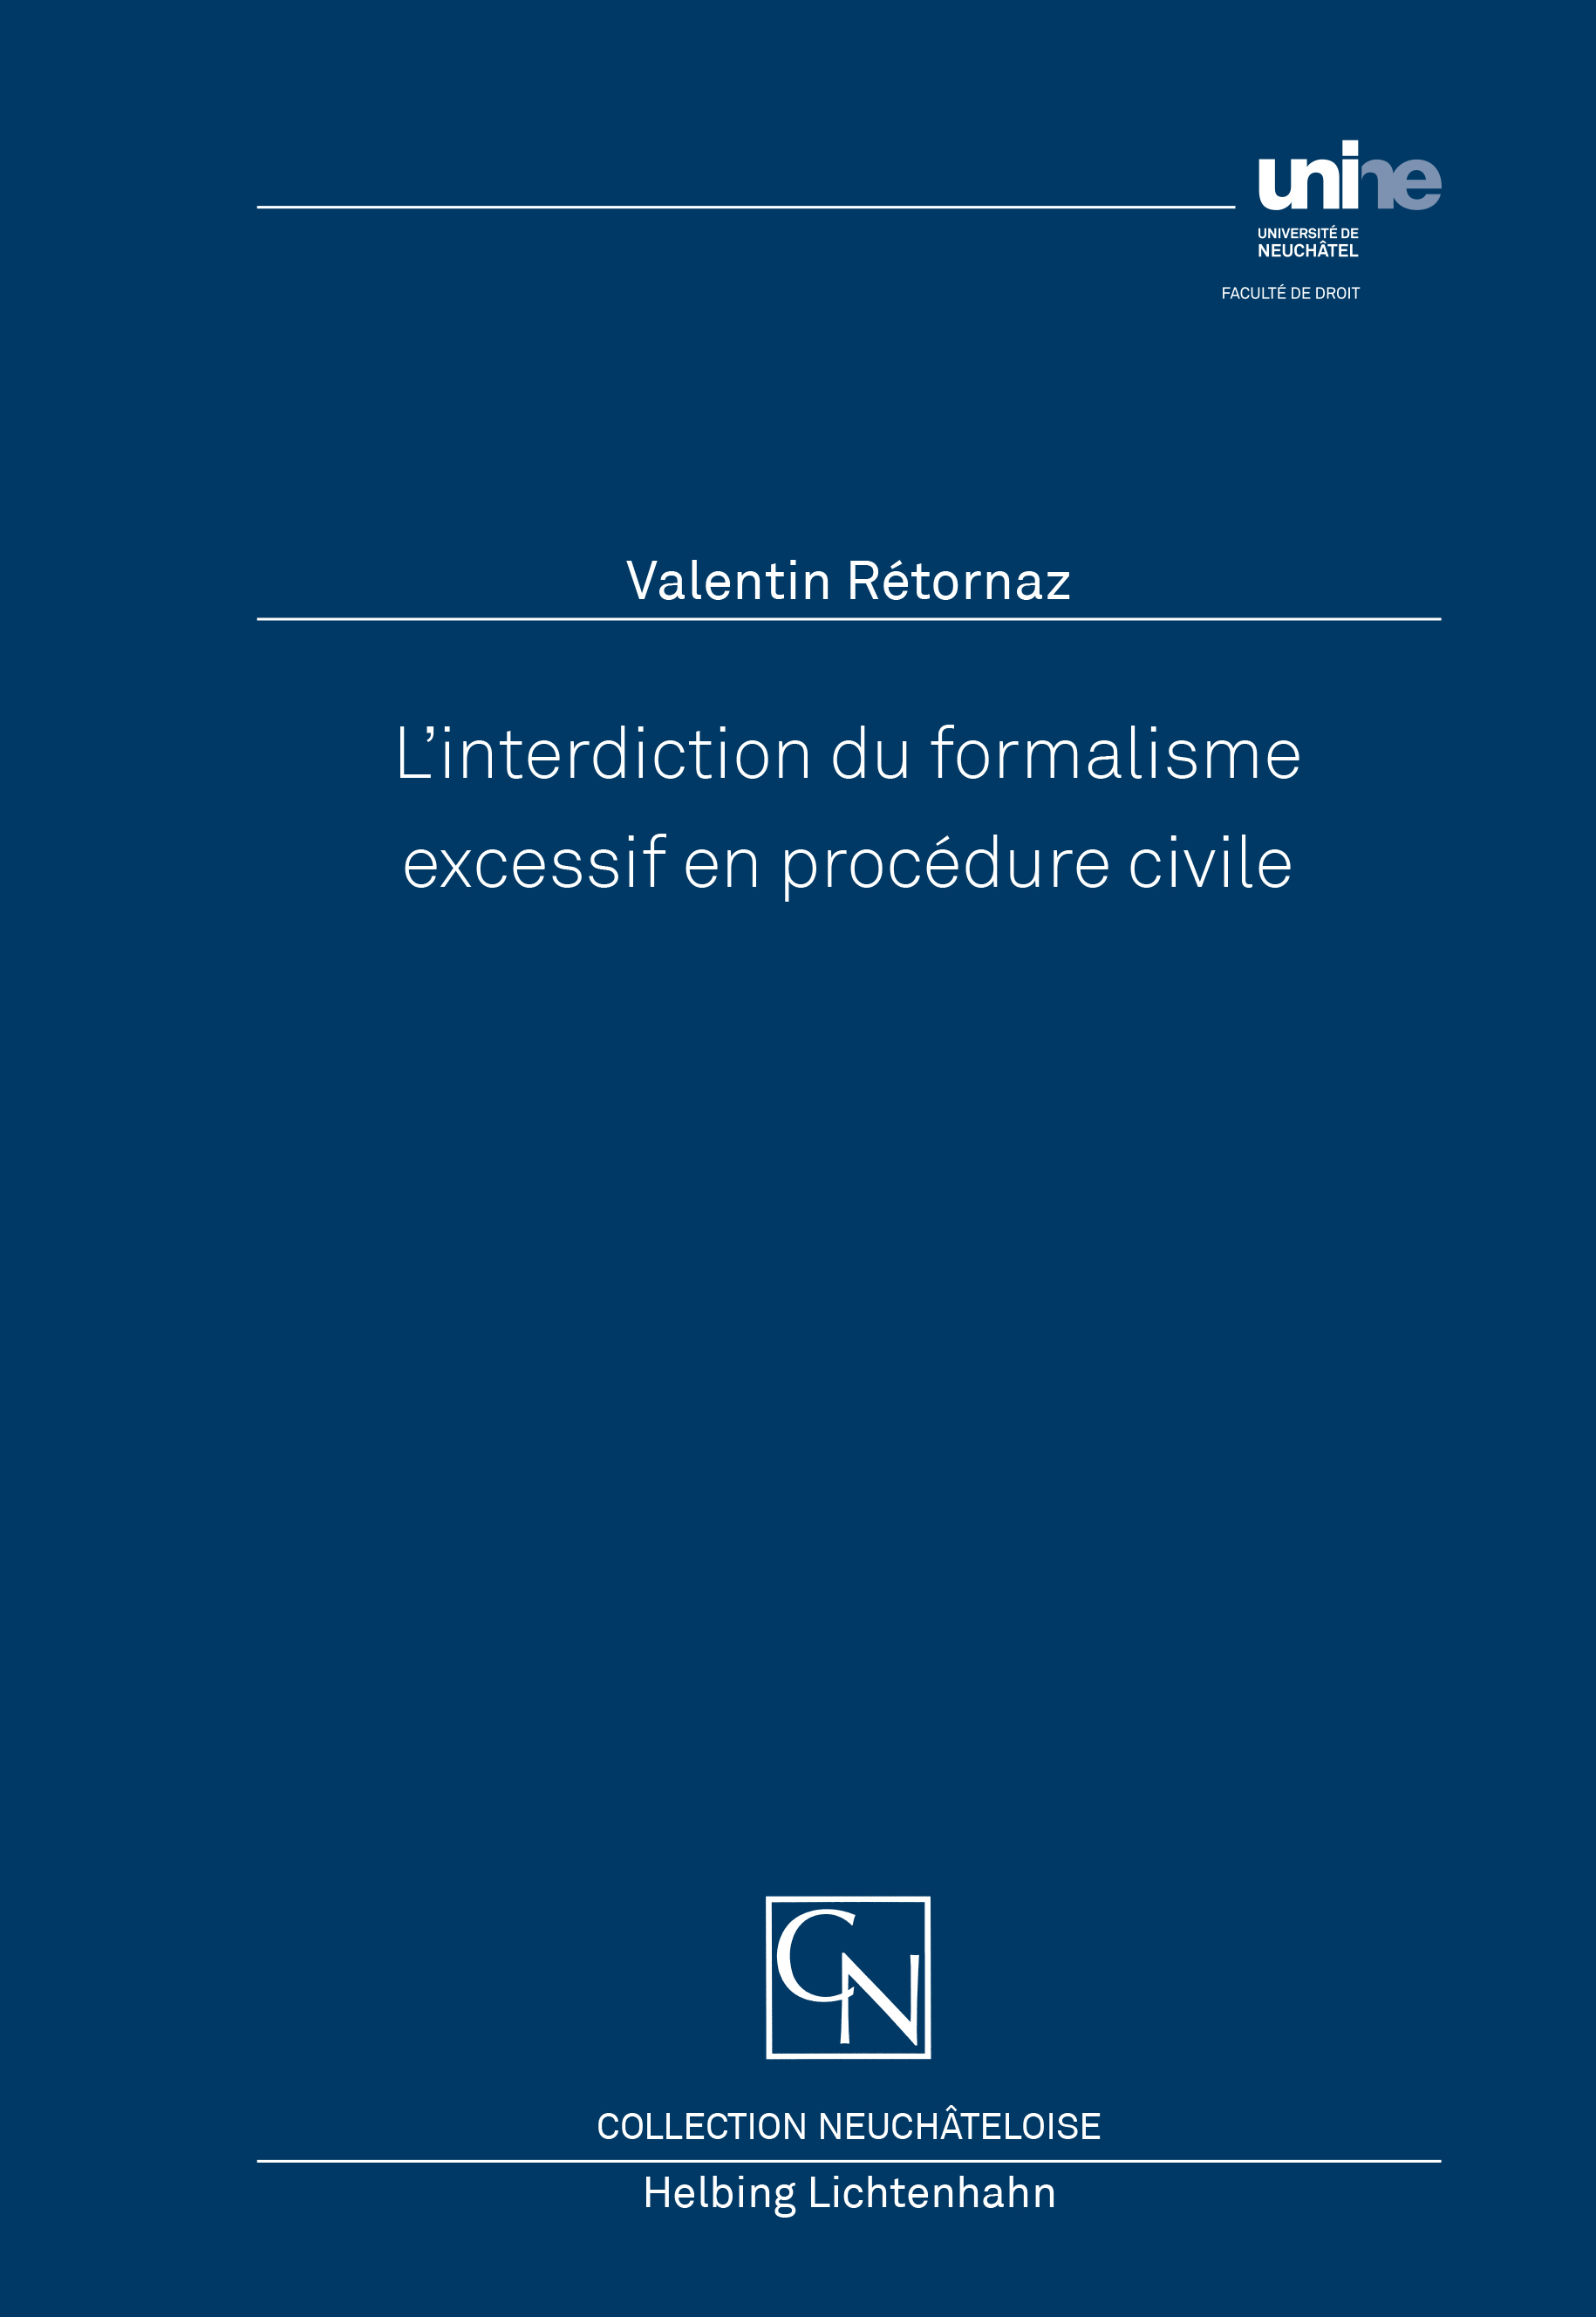 unine
UNIVERSITÉ DE
NEUCHÂTEL
FACULTÉ DE DROIT
Valentin Rétornaz
L’interdiction du formalisme
excessif en procédure civile
CN
COLLECTION NEUCHÂTELOISE
Helbing Lichtenhahn